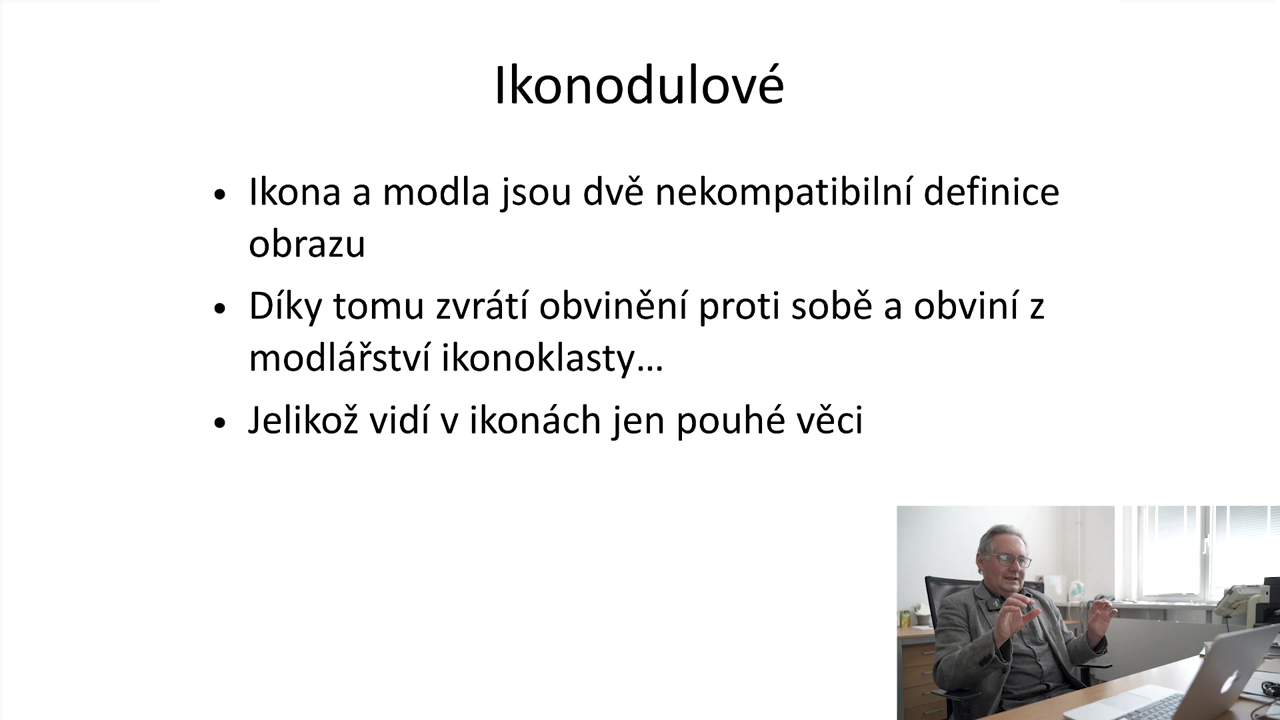 Ikonodulové
• Ikona a modla jsou dvě nekompatibilní definice
obrazu
• Díky tomu zvrátí obvinění proti sobě a obviní z
modlářství ikonoklasty…
• Jelikož vidí v ikonách jen pouhé věci